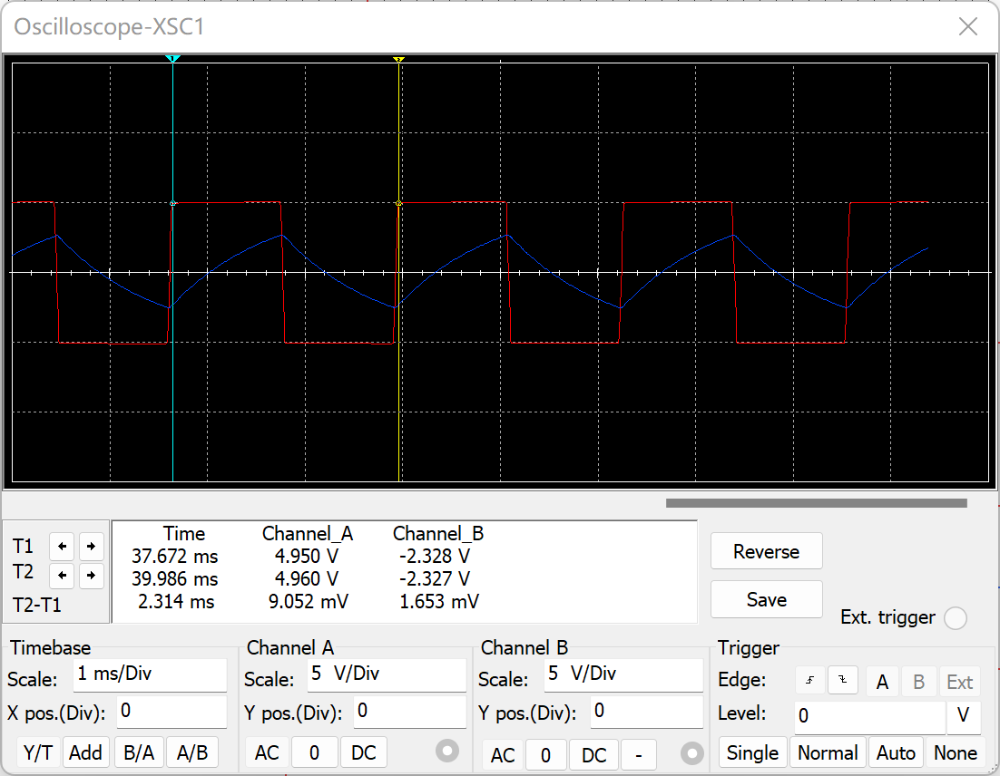 Oscilloscope-XSC1
Time Channel_A Channel_B
T1 37.672 ms 4.950 V -2.328 V
T2 39.986 ms 4.960 V -2.327 V
T2-T1 2.314 ms 9.052 mV 1.653 mV
Reverse
Save
Ext. trigger
Timebase
Scale: 1 ms/Div
X pos.(Div): 0
Y/T Add B/A A/B
Channel A
Scale: 5 V/Div
Y pos.(Div): 0
AC 0 DC
Channel B
Scale: 5 V/Div
Y pos.(Div): 0
AC 0 DC -
Trigger
Edge: A B Ext
Level: 0 V
Single Normal Auto None